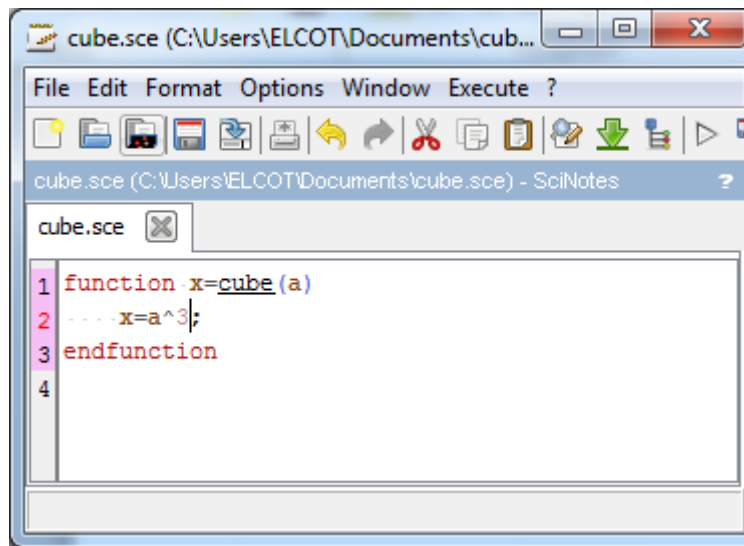 cube.sce (C:\Users\ELCOT\Documents\cub...
File Edit Format Options Window Execute ?
cube.sce (C:\Users\ELCOT\Documents\cube.sce) - SciNotes ?
cube.sce
1 function x=cube(a)
2 x=a^3;
3 endfunction
4